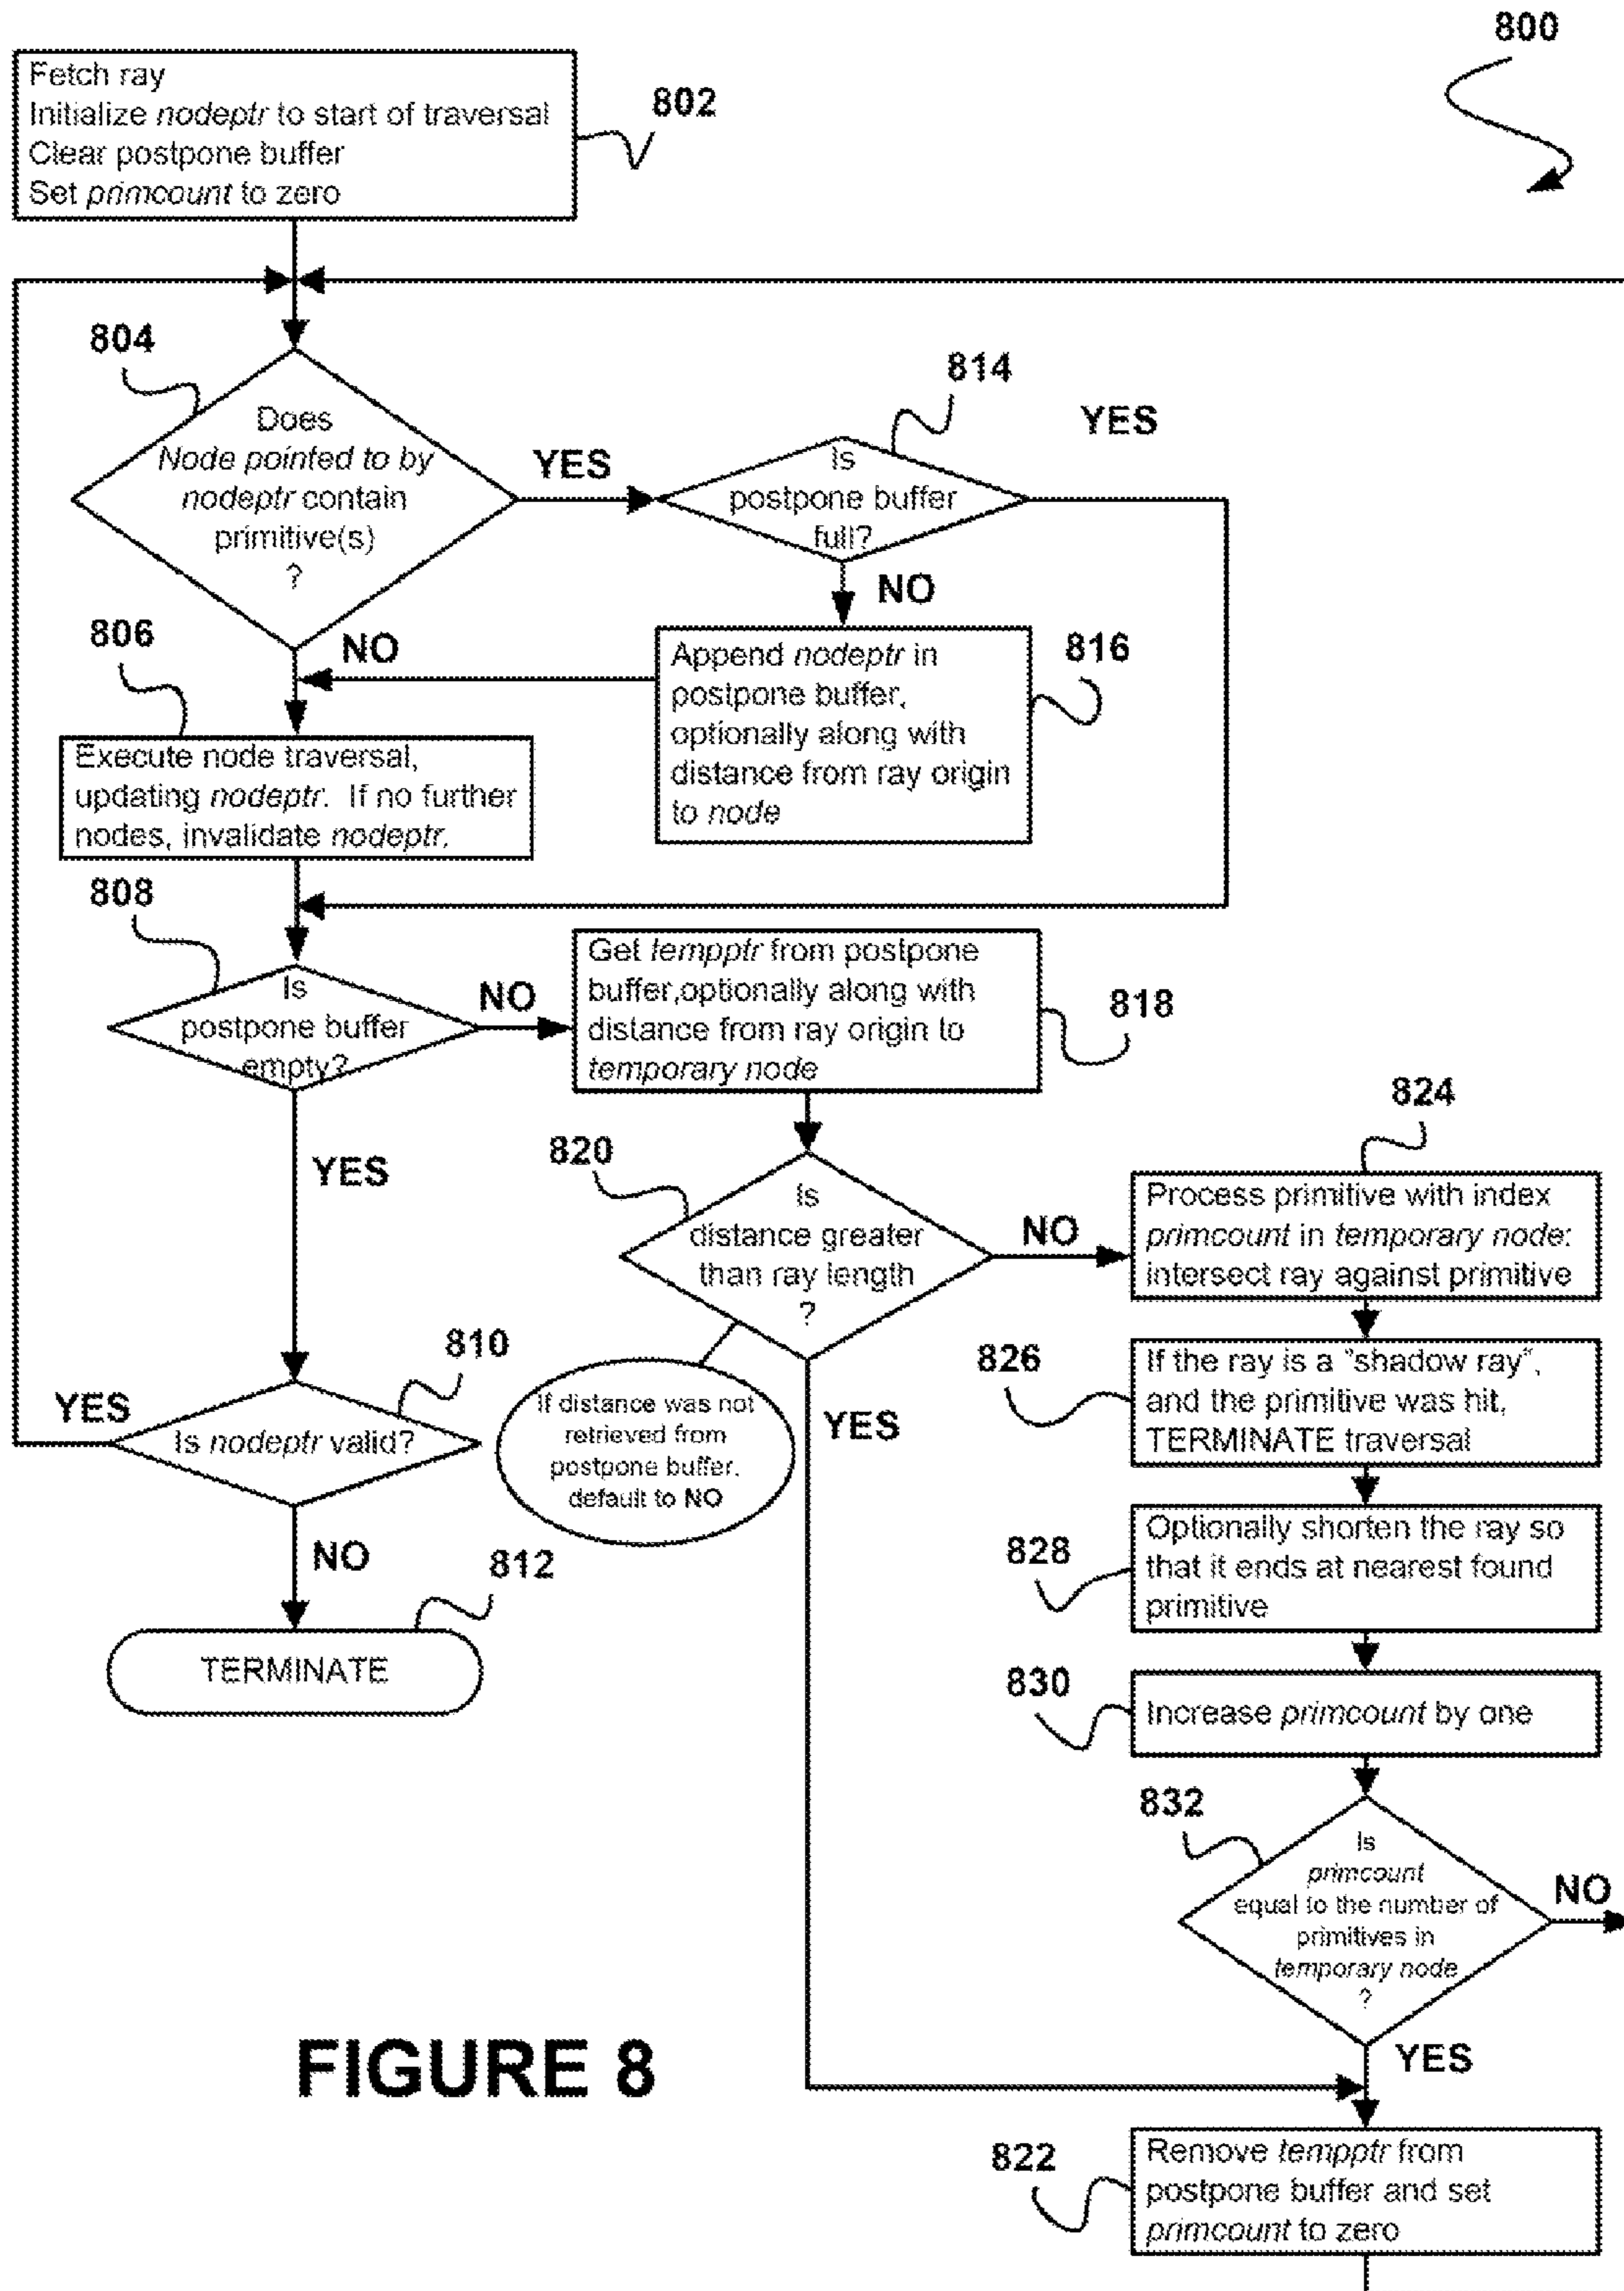 800
Fetch ray
Initialize nodeptr to start of traversal
Clear postpone buffer
Set primcount to zero
802
804
Does
Node pointed to by
nodeptr contain
primitive(s)
?
YES
814
Is
postpone buffer
full?
YES
NO
NO
806
Append nodeptr in
postpone buffer,
optionally along with
distance from ray origin
to node
816
Execute node traversal,
updating nodeptr. If no further
nodes, invalidate nodeptr.
808
Is
postpone buffer
empty?
NO
Get tempptr from postpone
buffer,optionally along with
distance from ray origin to
temporary node
818
YES
820
Is
distance greater
than ray length
?
NO
824
Process primitive with index
primcount in temporary node:
intersect ray against primitive
If distance was not
retrieved from
postpone buffer,
default to NO
YES
826
If the ray is a "shadow ray",
and the primitive was hit,
TERMINATE traversal
810
YES
Is nodeptr valid?
NO
812
TERMINATE
828
Optionally shorten the ray so
that it ends at nearest found
primitive
830
Increase primcount by one
832
Is
primcount
equal to the number of
primitives in
temporary node
?
NO
YES
822
Remove tempptr from
postpone buffer and set
primcount to zero
FIGURE 8